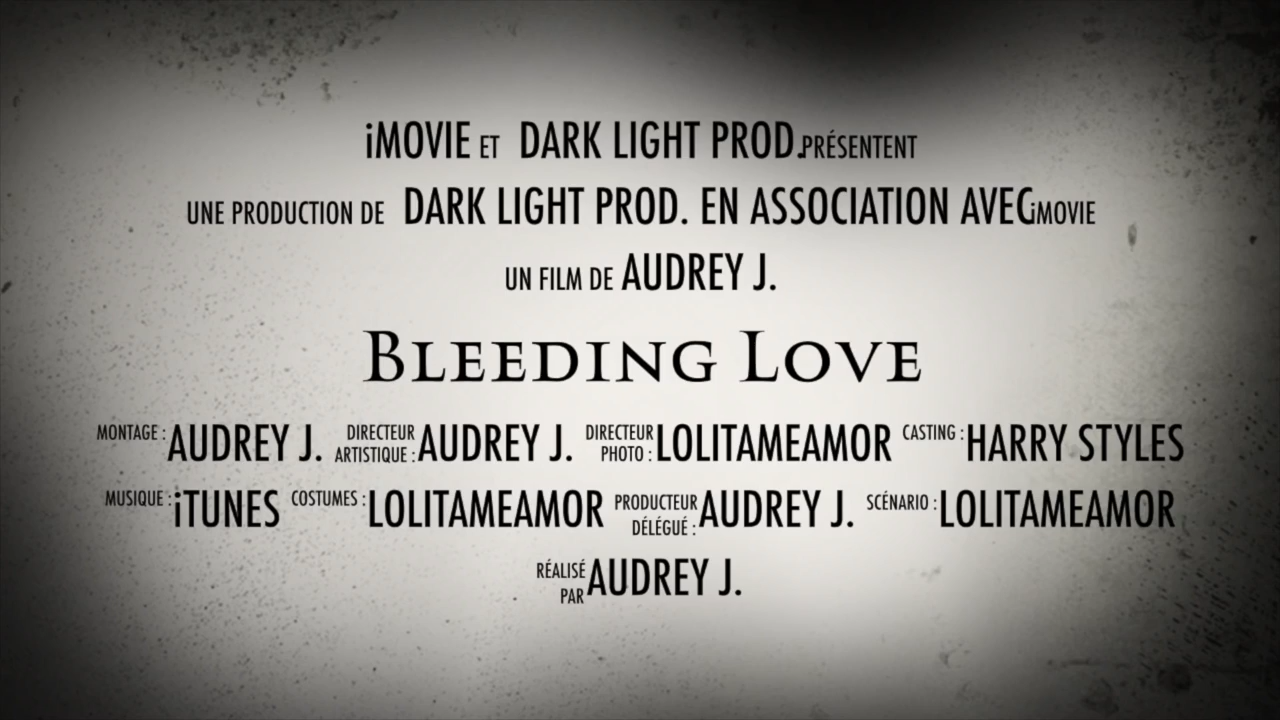 iMOVIE ET DARK LIGHT PROD. PRÉSENTENT
UNE PRODUCTION DE DARK LIGHT PROD. EN ASSOCIATION AVEC iMOVIE
UN FILM DE AUDREY J.
BLEEDING LOVE
MONTAGE : AUDREY J. DIRECTEUR ARTISTIQUE : AUDREY J. DIRECTEUR PHOTO : LOLITAMEAMOR CASTING : HARRY STYLES
MUSIQUE : iTUNES COSTUMES : LOLITAMEAMOR PRODUCTEUR DÉLÉGUÉ : AUDREY J. SCÉNARIO : LOLITAMEAMOR
RÉALISÉ PAR AUDREY J.